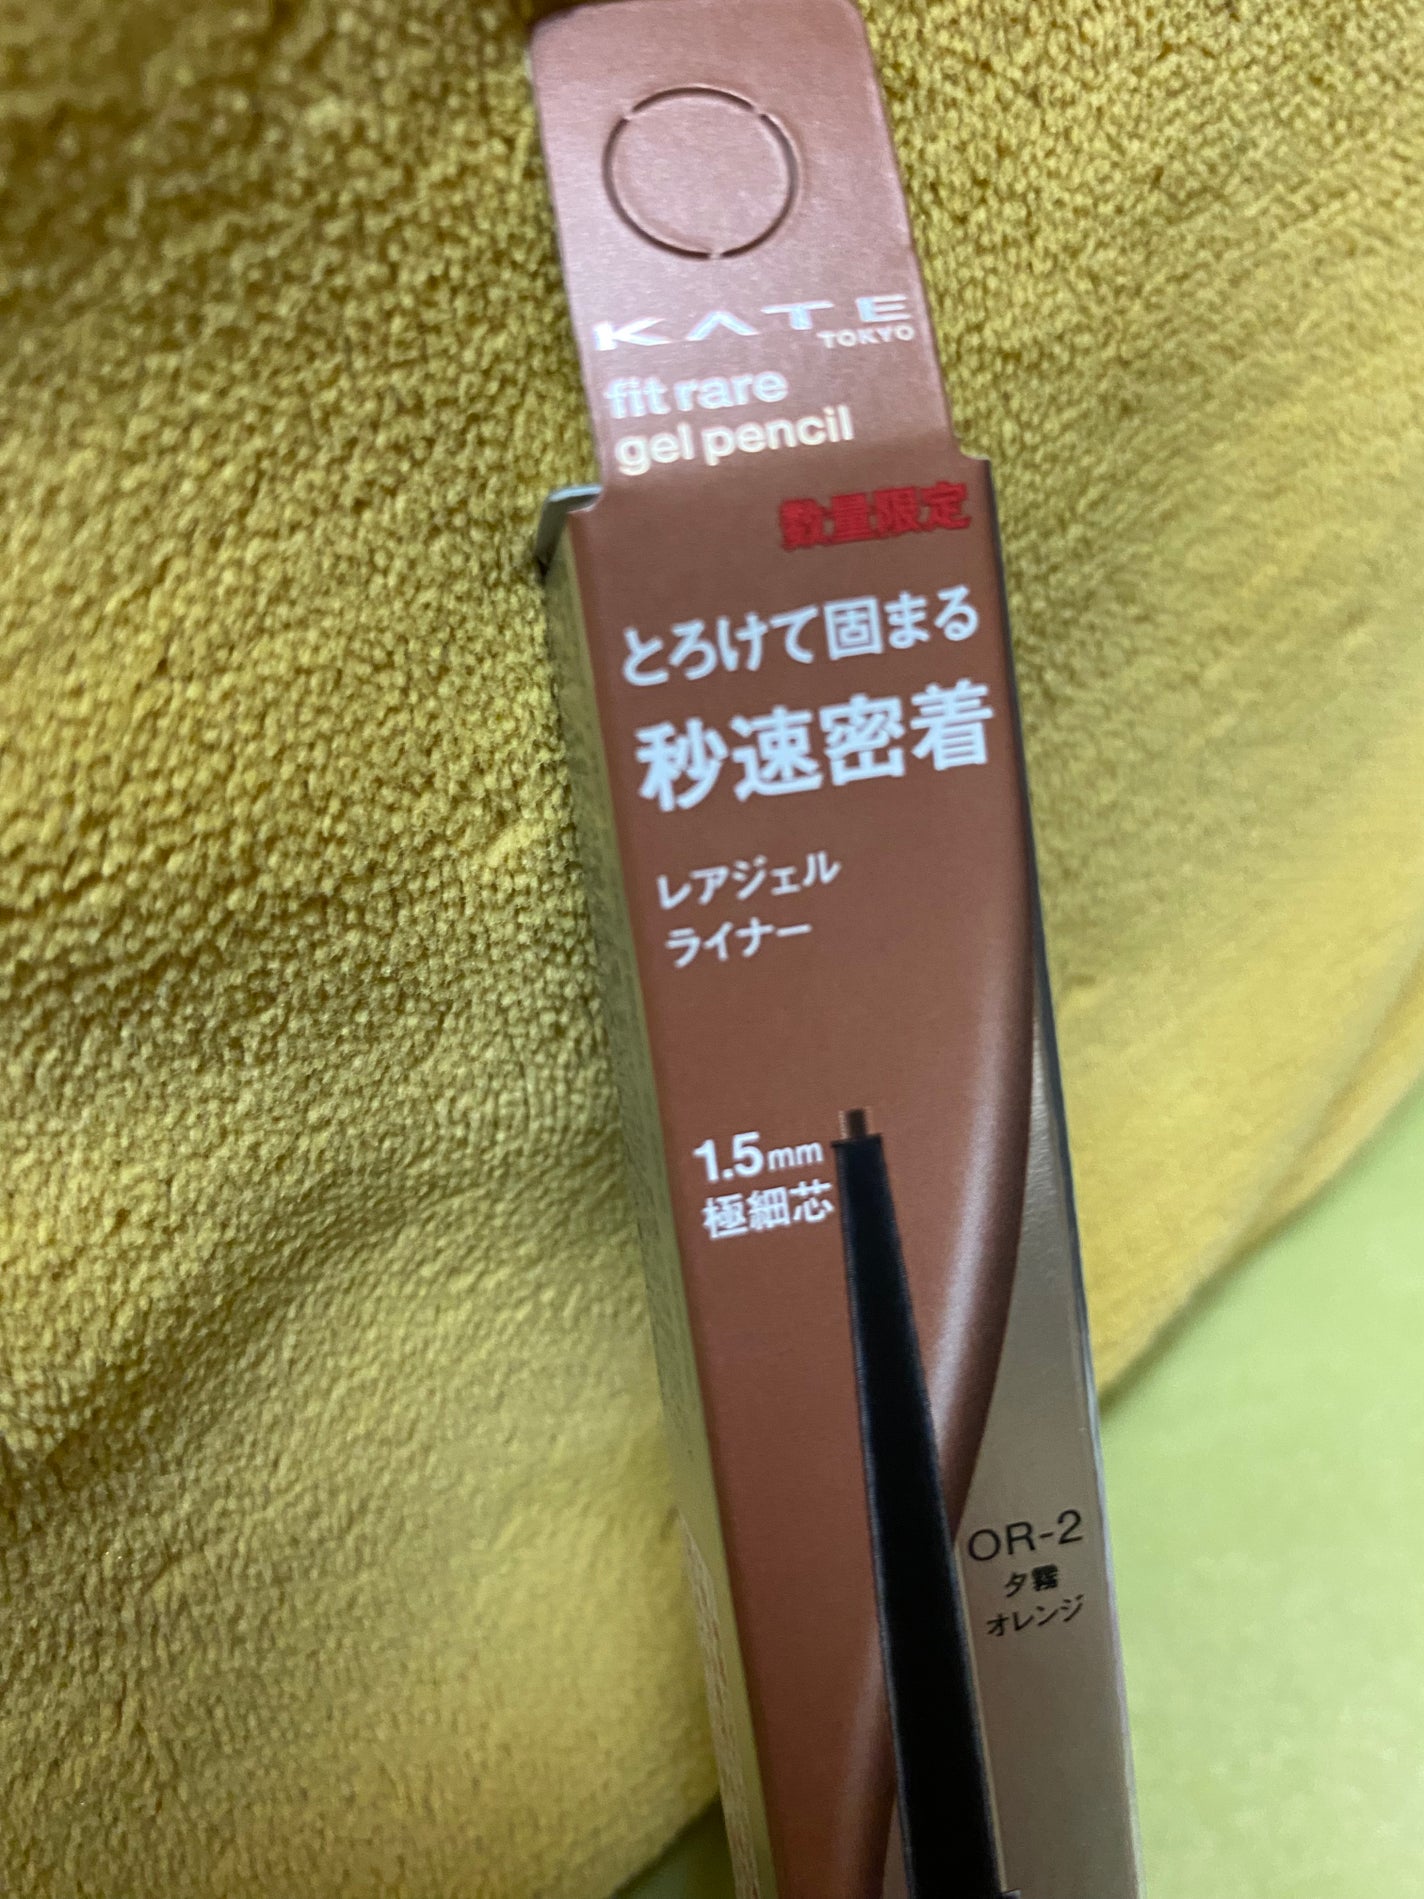 KATE
TOKYO
fit rare
gel pencil
数量限定
とろけて固まる
秒速密着
レアジェル
ライナー
1.5mm
極細芯
OR-2
夕霧
オレンジ